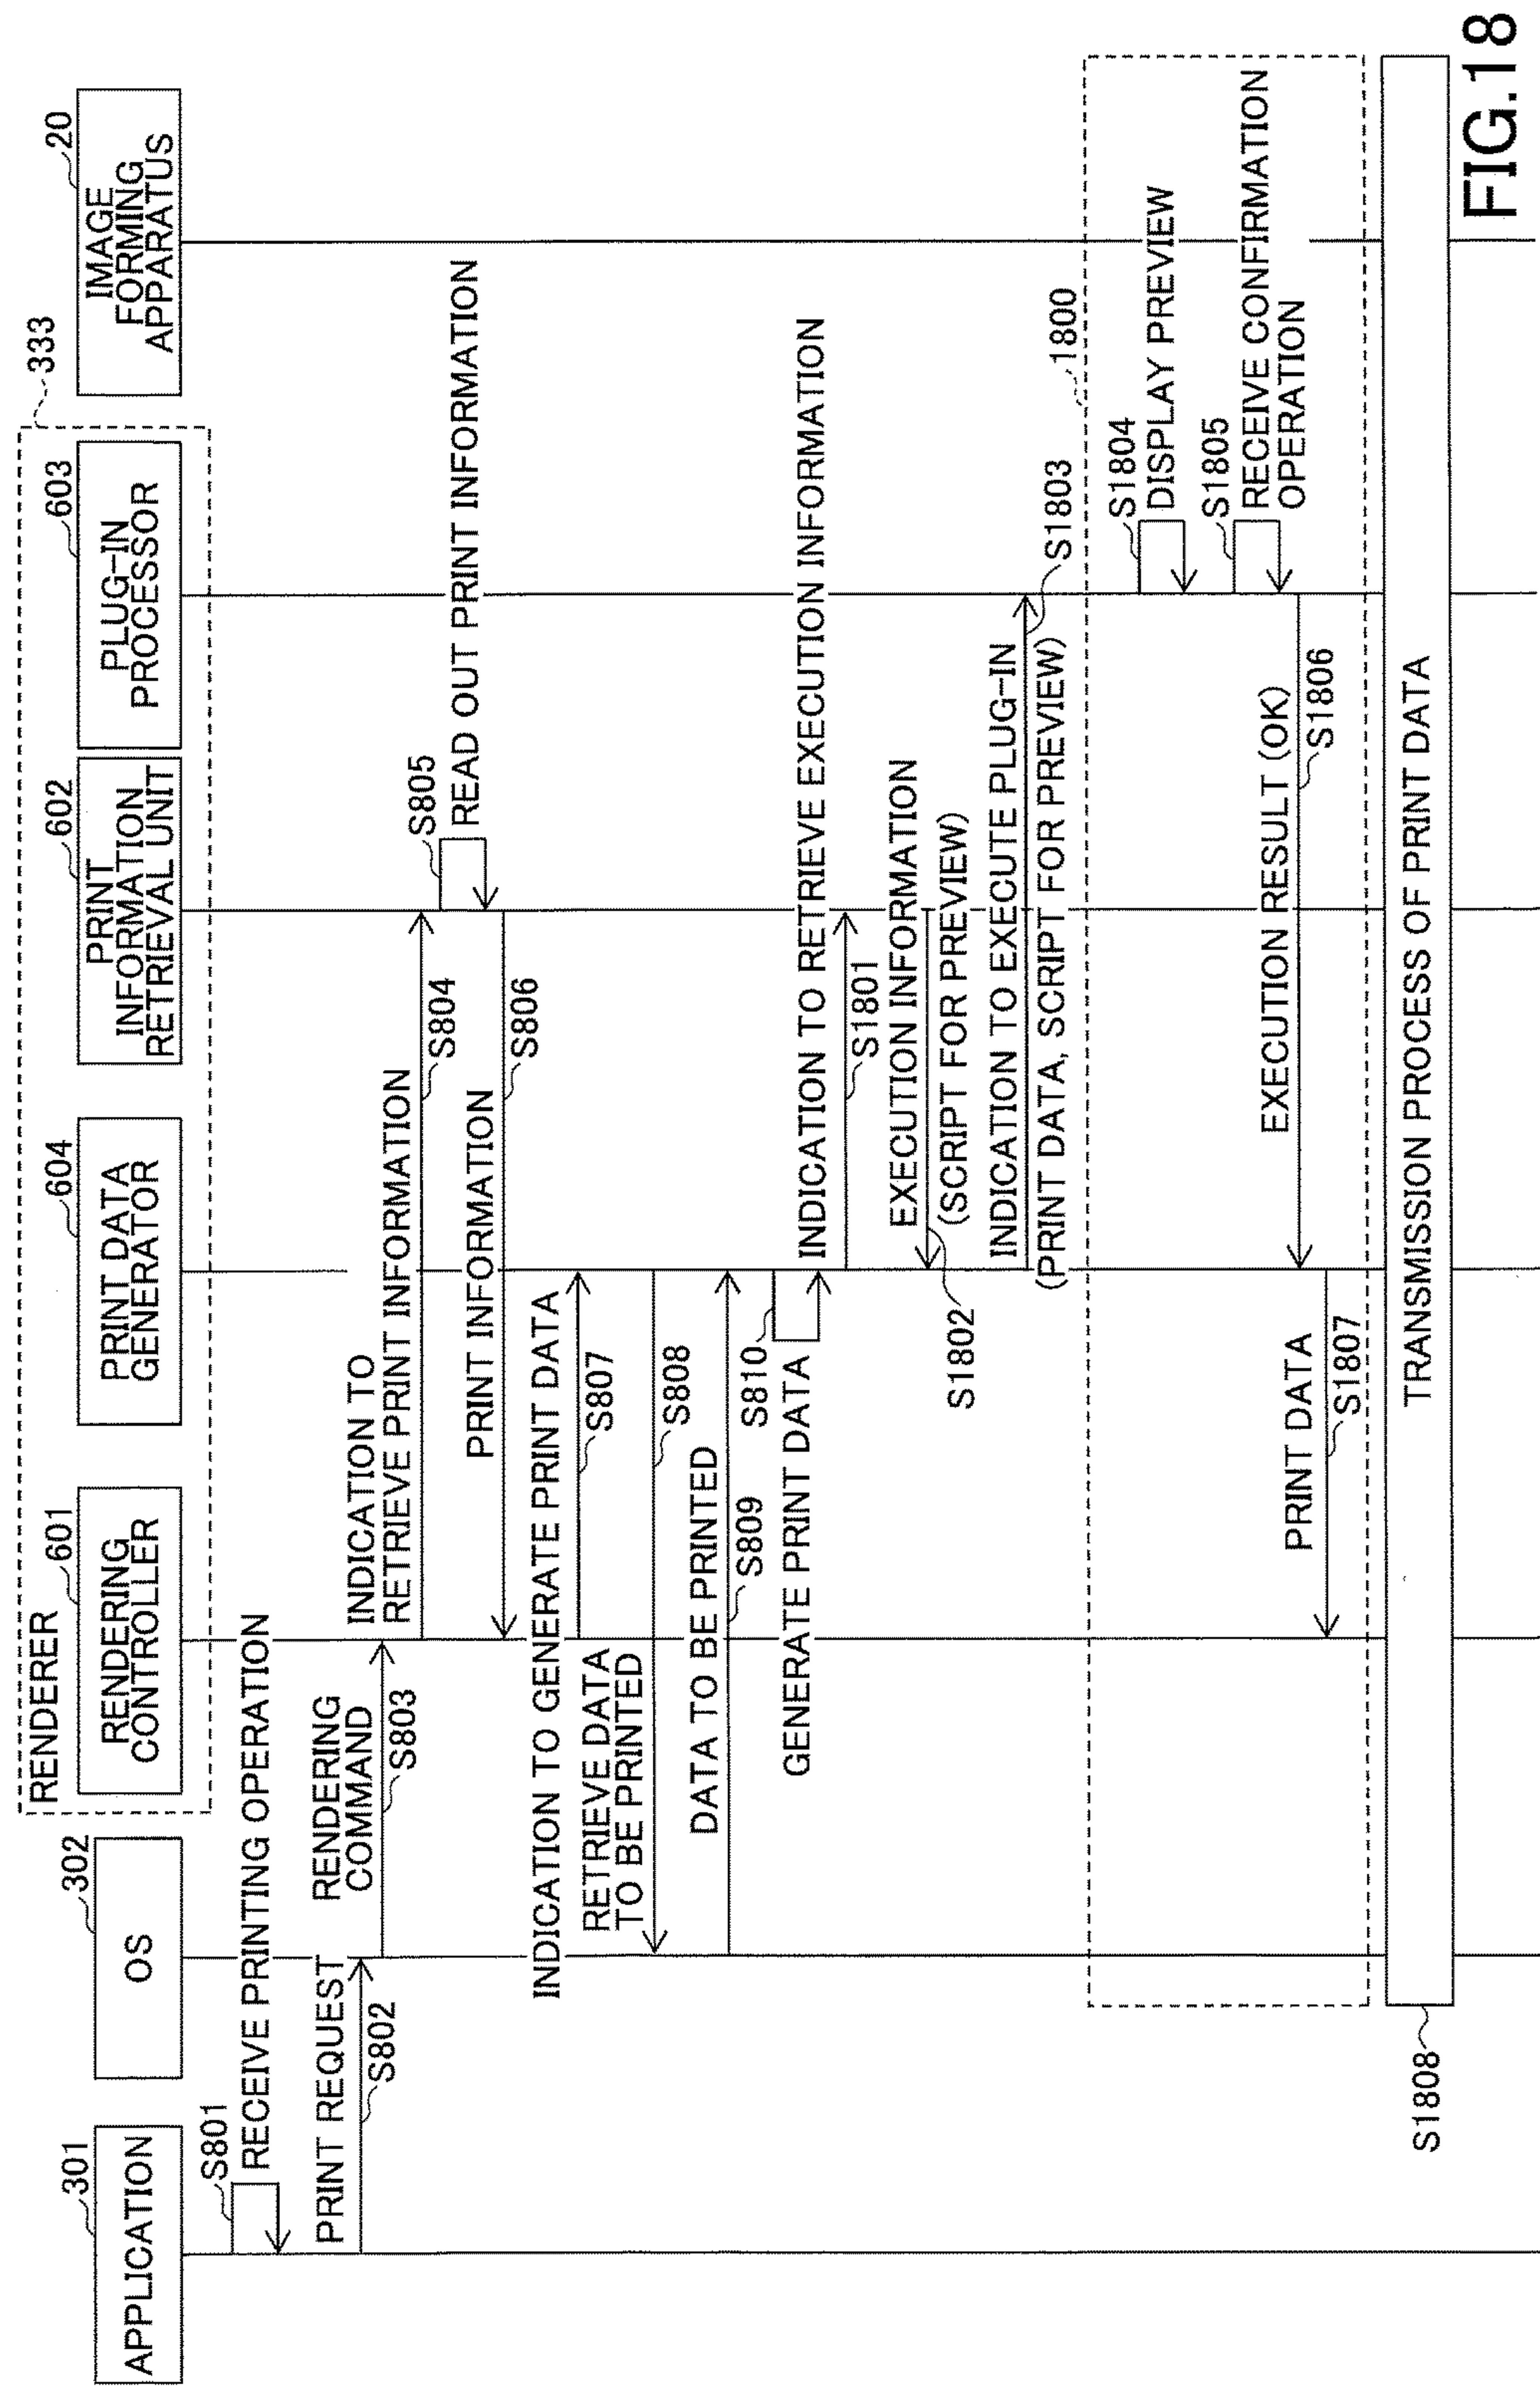 333
RENDERER
301
APPLICATION
302
OS
601
RENDERING
CONTROLLER
604
PRINT DATA
GENERATOR
602
PRINT
INFORMATION
RETRIEVAL UNIT
603
PLUG-IN
PROCESSOR
20
IMAGE
FORMING
APPARATUS
S801
RECEIVE PRINTING OPERATION
PRINT REQUEST
S802
RENDERING
COMMAND
S803
INDICATION TO
RETRIEVE PRINT INFORMATION
S804
S805
READ OUT PRINT INFORMATION
PRINT INFORMATION
S806
INDICATION TO GENERATE PRINT DATA
S807
RETRIEVE DATA
TO BE PRINTED
S808
DATA TO BE PRINTED
S809
S810
GENERATE PRINT DATA
INDICATION TO RETRIEVE EXECUTION INFORMATION
S1801
EXECUTION INFORMATION
(SCRIPT FOR PREVIEW)
S1802
INDICATION TO EXECUTE PLUG-IN
(PRINT DATA, SCRIPT FOR PREVIEW)
S1803
1800
S1804
DISPLAY PREVIEW
S1805
RECEIVE CONFIRMATION
OPERATION
EXECUTION RESULT (OK)
S1806
PRINT DATA
S1807
TRANSMISSION PROCESS OF PRINT DATA
S1808
FIG.18